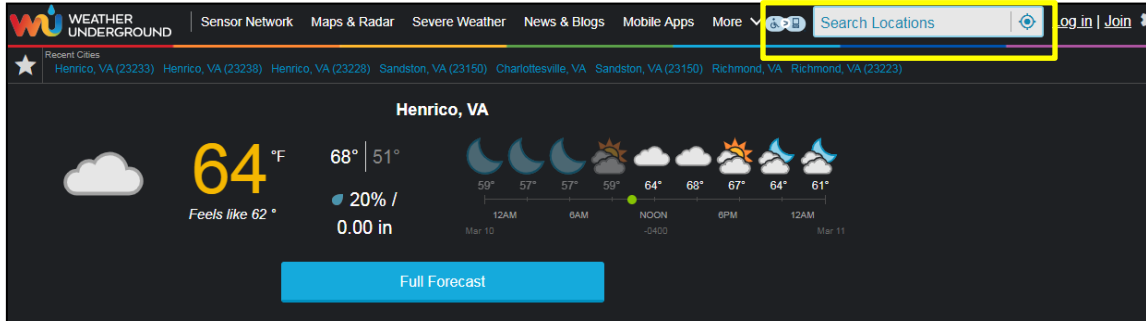 WEATHER
UNDERGROUND
Sensor Network Maps & Radar Severe Weather News & Blogs Mobile Apps More Search Locations Log in | Join
Recent Cities
Henrico, VA (23233) Henrico, VA (23238) Henrico, VA (23228) Sandston, VA (23150) Charlottesville, VA Sandston, VA (23150) Richmond, VA Richmond, VA (23223)
Henrico, VA
64 °F
Feels like 62 °
68° | 51°
20% /
0.00 in
59° 57° 57° 59° 64° 68° 67° 64° 61°
12AM 6AM NOON 6PM 12AM
Mar 10 -0400 Mar 11
Full Forecast